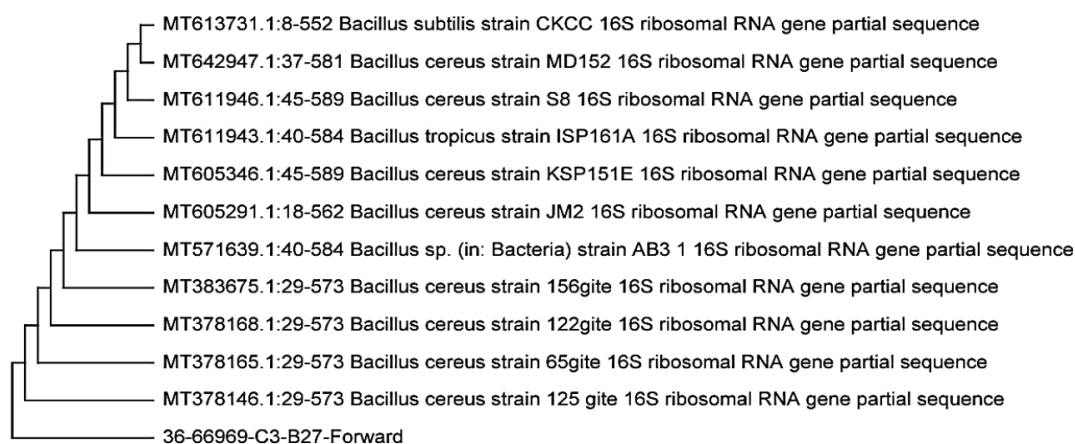 MT613731.1:8-552 Bacillus subtilis strain CKCC 16S ribosomal RNA gene partial sequence
MT642947.1:37-581 Bacillus cereus strain MD152 16S ribosomal RNA gene partial sequence
MT611946.1:45-589 Bacillus cereus strain S8 16S ribosomal RNA gene partial sequence
MT611943.1:40-584 Bacillus tropicus strain ISP161A 16S ribosomal RNA gene partial sequence
MT605346.1:45-589 Bacillus cereus strain KSP151E 16S ribosomal RNA gene partial sequence
MT605291.1:18-562 Bacillus cereus strain JM2 16S ribosomal RNA gene partial sequence
MT571639.1:40-584 Bacillus sp. (in: Bacteria) strain AB3 1 16S ribosomal RNA gene partial sequence
MT383675.1:29-573 Bacillus cereus strain 156gite 16S ribosomal RNA gene partial sequence
MT378168.1:29-573 Bacillus cereus strain 122gite 16S ribosomal RNA gene partial sequence
MT378165.1:29-573 Bacillus cereus strain 65gite 16S ribosomal RNA gene partial sequence
MT378146.1:29-573 Bacillus cereus strain 125 gite 16S ribosomal RNA gene partial sequence
36-66969-C3-B27-Forward